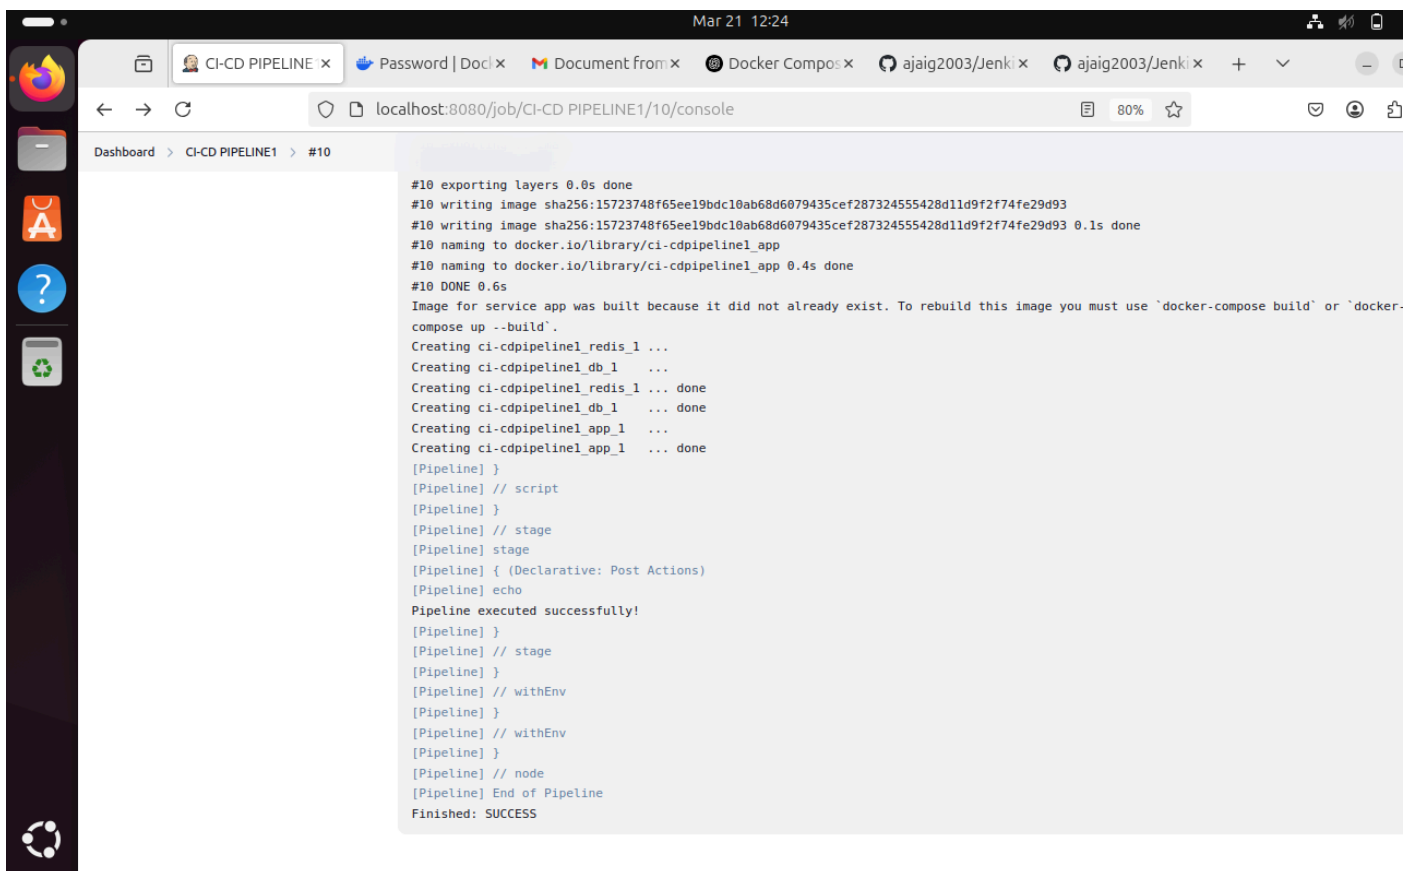 Mar 21 12:24
CI-CD PIPELINE
Password | Doc
Document from
Docker Compos
ajaig2003/Jenki
ajaig2003/Jenki
localhost:8080/job/CI-CD PIPELINE1/10/console
80%
Dashboard > CI-CD PIPELINE1 > #10
#10 exporting layers 0.0s done
#10 writing image sha256:15723748f65ee19bdc10ab68d6079435cef287324555428d11d9f2f74fe29d93
#10 writing image sha256:15723748f65ee19bdc10ab68d6079435cef287324555428d11d9f2f74fe29d93 0.1s done
#10 naming to docker.io/library/ci-cdpipeline1_app
#10 naming to docker.io/library/ci-cdpipeline1_app 0.4s done
#10 DONE 0.6s
Image for service app was built because it did not already exist. To rebuild this image you must use `docker-compose build` or `docker-
compose up --build`.
Creating ci-cdpipeline1_redis_1 ...
Creating ci-cdpipeline1_db_1    ...
Creating ci-cdpipeline1_redis_1 ... done
Creating ci-cdpipeline1_db_1    ... done
Creating ci-cdpipeline1_app_1   ...
Creating ci-cdpipeline1_app_1   ... done
[Pipeline] }
[Pipeline] // script
[Pipeline] }
[Pipeline] // stage
[Pipeline] stage
[Pipeline] { (Declarative: Post Actions)
[Pipeline] echo
Pipeline executed successfully!
[Pipeline] }
[Pipeline] // stage
[Pipeline] }
[Pipeline] // withEnv
[Pipeline] }
[Pipeline] // withEnv
[Pipeline] }
[Pipeline] // node
[Pipeline] End of Pipeline
Finished: SUCCESS